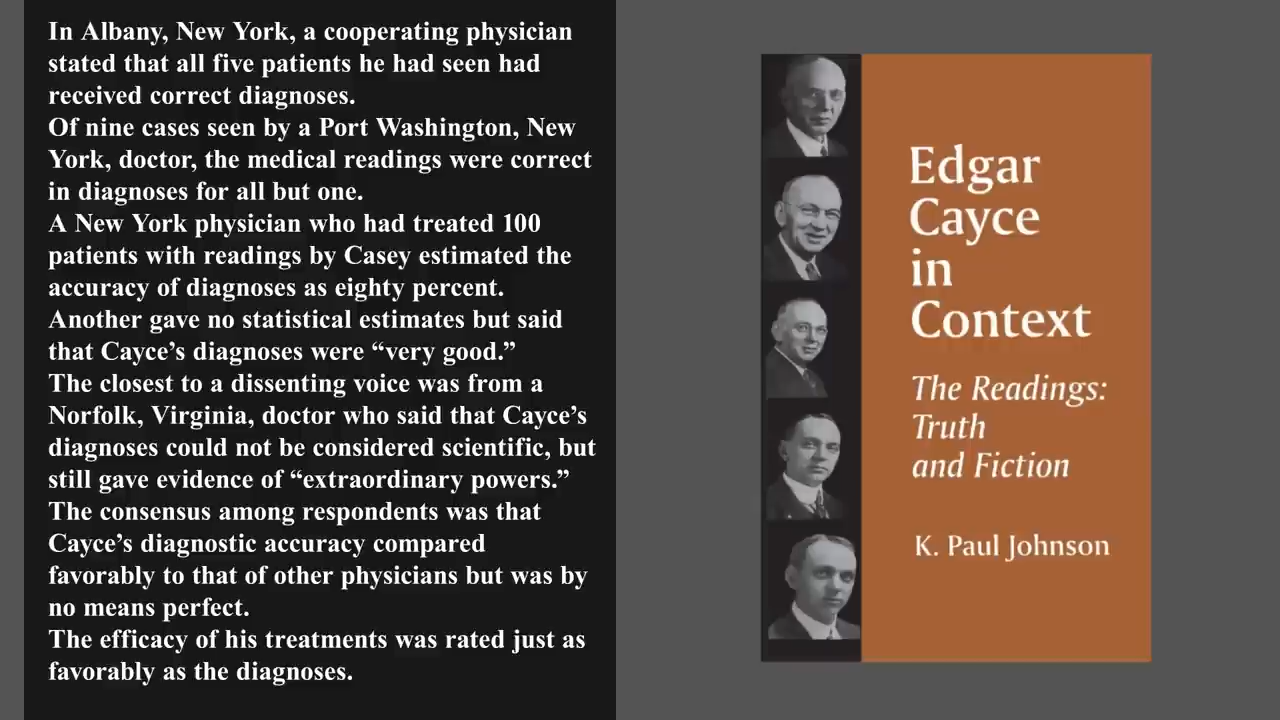 In Albany, New York, a cooperating physician
stated that all five patients he had seen had
received correct diagnoses.
Of nine cases seen by a Port Washington, New
York, doctor, the medical readings were correct
in diagnoses for all but one.
A New York physician who had treated 100
patients with readings by Casey estimated the
accuracy of diagnoses as eighty percent.
Another gave no statistical estimates but said
that Cayce’s diagnoses were “very good.”
The closest to a dissenting voice was from a
Norfolk, Virginia, doctor who said that Cayce’s
diagnoses could not be considered scientific, but
still gave evidence of “extraordinary powers.”
The consensus among respondents was that
Cayce’s diagnostic accuracy compared
favorably to that of other physicians but was by
no means perfect.
The efficacy of his treatments was rated just as
favorably as the diagnoses.
Edgar
Cayce
in
Context
The Readings:
Truth
and Fiction
K. Paul Johnson